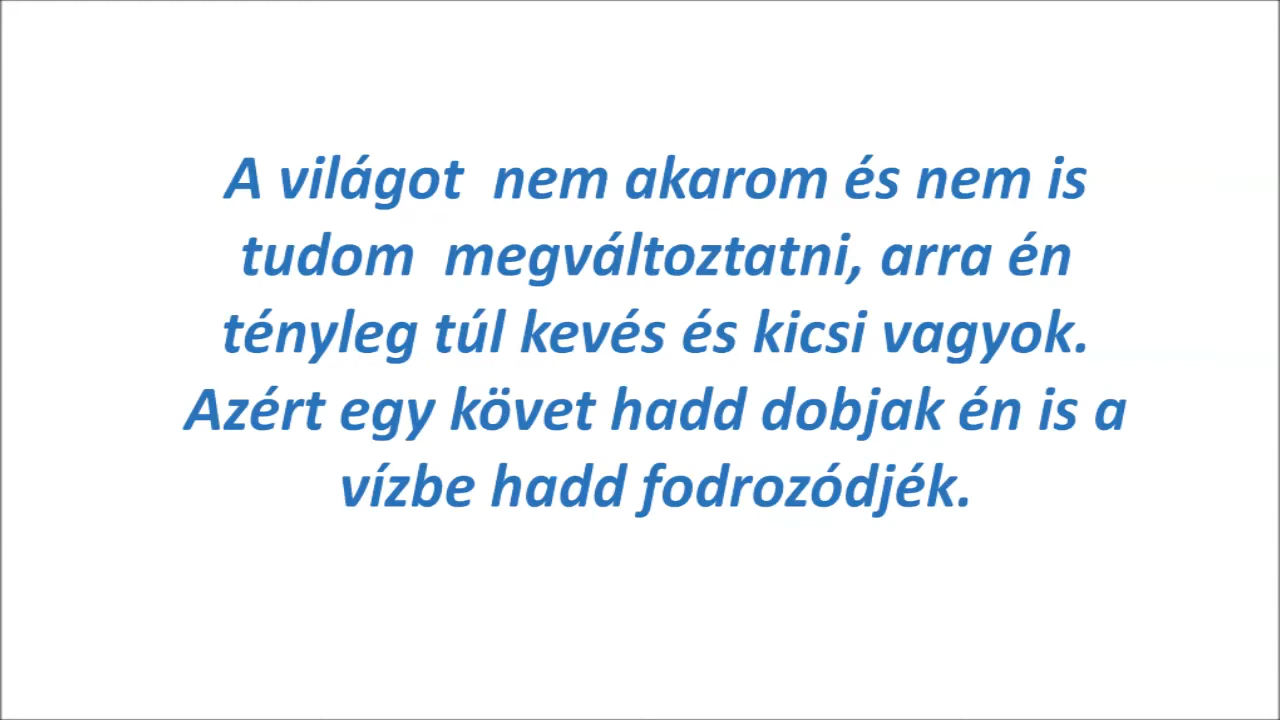 A világot  nem akarom és nem is
tudom  megváltoztatni, arra én
tényleg túl kevés és kicsi vagyok.
Azért egy követ hadd dobjak én is a
vízbe hadd fodrozódjék.